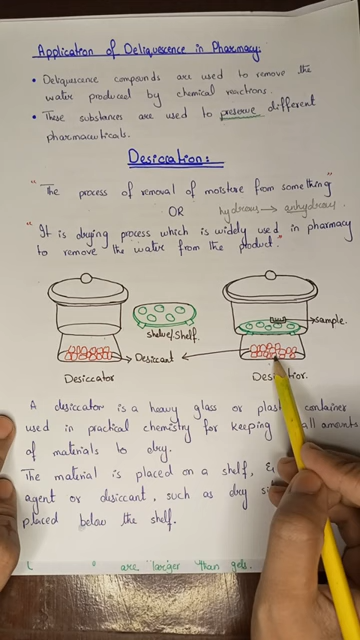 Application of Deliquescence in Pharmacy:
• Deliquescence compounds are used to remove the
water produced by chemical reactions.
• These substances are used to preserve different
pharmaceuticals.
Desiccation:
"The process of removal of moisture from something"
OR hydrous → anhydrous.
"It is drying process which is widely used in pharmacy
to remove the water from the product."
shelve/shelf.
sample.
Desiccant
Desiccator
A desiccator is a heavy glass or container
used in practical chemistry for keeping amounts
of materials to dry.
The material is placed on a shelf,
agent or desiccant, such as dry
placed below the shelf.
are larger than gels.